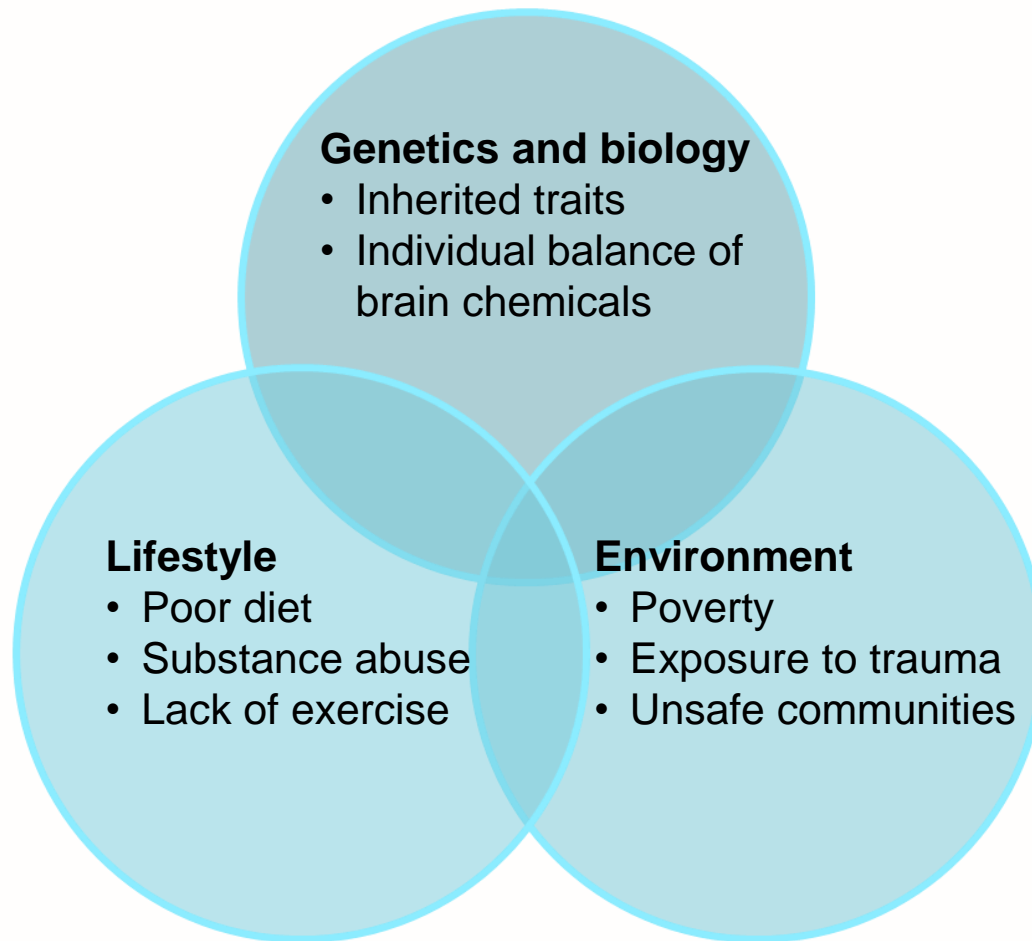 Genetics and biology
• Inherited traits
• Individual balance of
brain chemicals
Lifestyle
• Poor diet
• Substance abuse
• Lack of exercise
Environment
• Poverty
• Exposure to trauma
• Unsafe communities